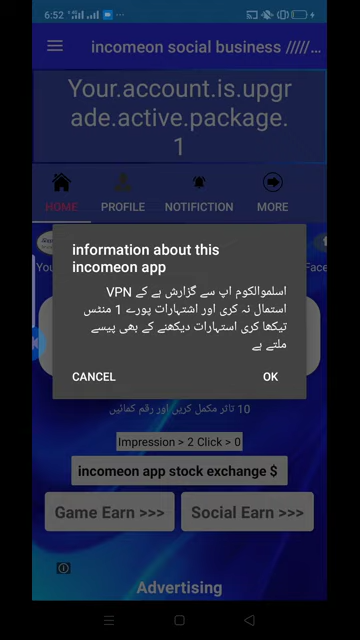 6:52
incomeon social business /////...
Your.account.is.upgr
ade.active.package.
1
HOME
PROFILE
NOTIFICTION
MORE
information about this
incomeon app
اسلموالکوم اپ سے گزارش ہے کے VPN
استمال نہ کری اور اشتہارات پورے 1 منٹس
تیکھا کری استہارات دیکھنے کے بھی پیسے
ملتے ہے
CANCEL
OK
10 تاثر مکمل کریں اور رقم کمائیں
Impression > 2 Click > 0
incomeon app stock exchange $
Game Earn >>>
Social Earn >>>
Advertising